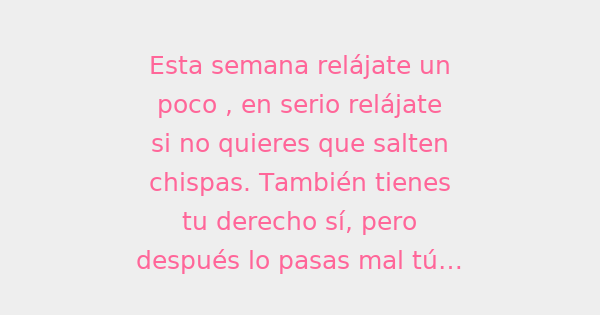 Esta semana relájate un
poco , en serio relájate
si no quieres que salten
chispas. También tienes
tu derecho sí, pero
después lo pasas mal tú...